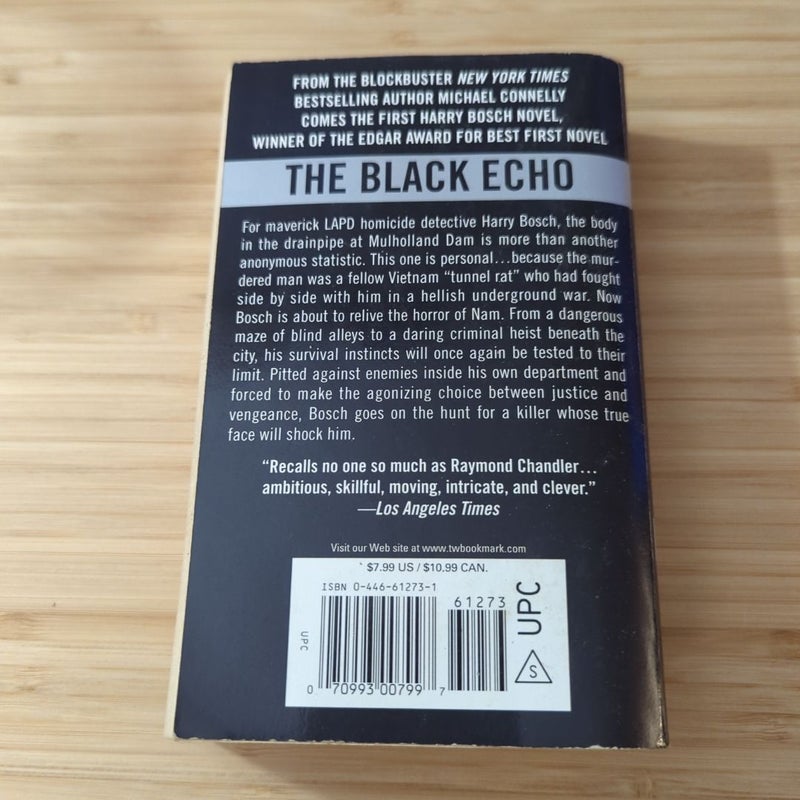 FROM THE BLOCKBUSTER NEW YORK TIMES
BESTSELLING AUTHOR MICHAEL CONNELLY
COMES THE FIRST HARRY BOSCH NOVEL,
WINNER OF THE EDGAR AWARD FOR BEST FIRST NOVEL
THE BLACK ECHO
For maverick LAPD homicide detective Harry Bosch, the body
in the drainpipe at Mulholland Dam is more than another
anonymous statistic. This one is personal...because the mur-
dered man was a fellow Vietnam “tunnel rat” who had fought
side by side with him in a hellish underground war. Now
Bosch is about to relive the horror of Nam. From a dangerous
maze of blind alleys to a daring criminal heist beneath the
city, his survival instincts will once again be tested to their
limit. Pitted against enemies inside his own department and
forced to make the agonizing choice between justice and
vengeance, Bosch goes on the hunt for a killer whose true
face will shock him.
“Recalls no one so much as Raymond Chandler...
ambitious, skillful, moving, intricate, and clever.”
—Los Angeles Times
Visit our Web site at www.twbookmark.com
$7.99 US / $10.99 CAN.
ISBN 0-446-61273-1
61273
UPC
UPC
S
0 70993 00799 7